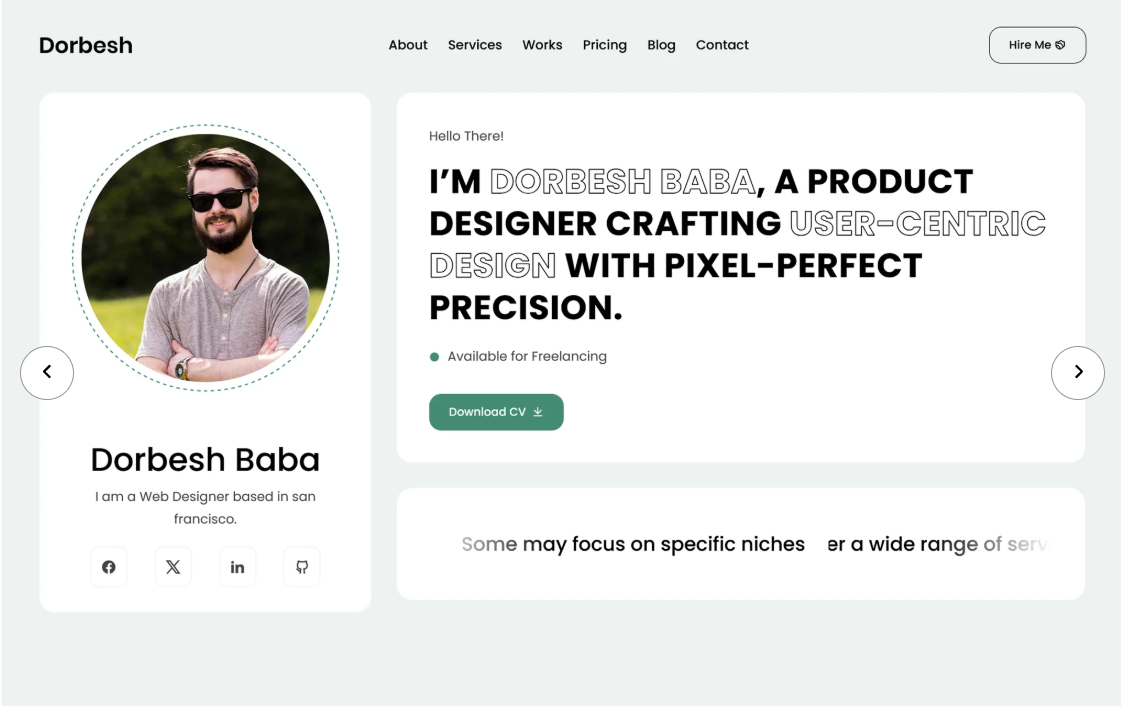 Dorbesh
About Services Works Pricing Blog Contact
Hire Me
Dorbesh Baba
I am a Web Designer based in san
francisco.
Hello There!
I’M DORBESH BABA, A PRODUCT
DESIGNER CRAFTING USER-CENTRIC
DESIGN WITH PIXEL-PERFECT
PRECISION.
Available for Freelancing
Download CV
Some may focus on specific niches er a wide range of serv